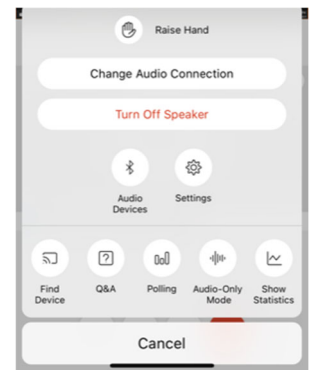 Raise Hand
Change Audio Connection
Turn Off Speaker
Audio Devices
Settings
Find Device
Q&A
Polling
Audio-Only Mode
Show Statistics
Cancel